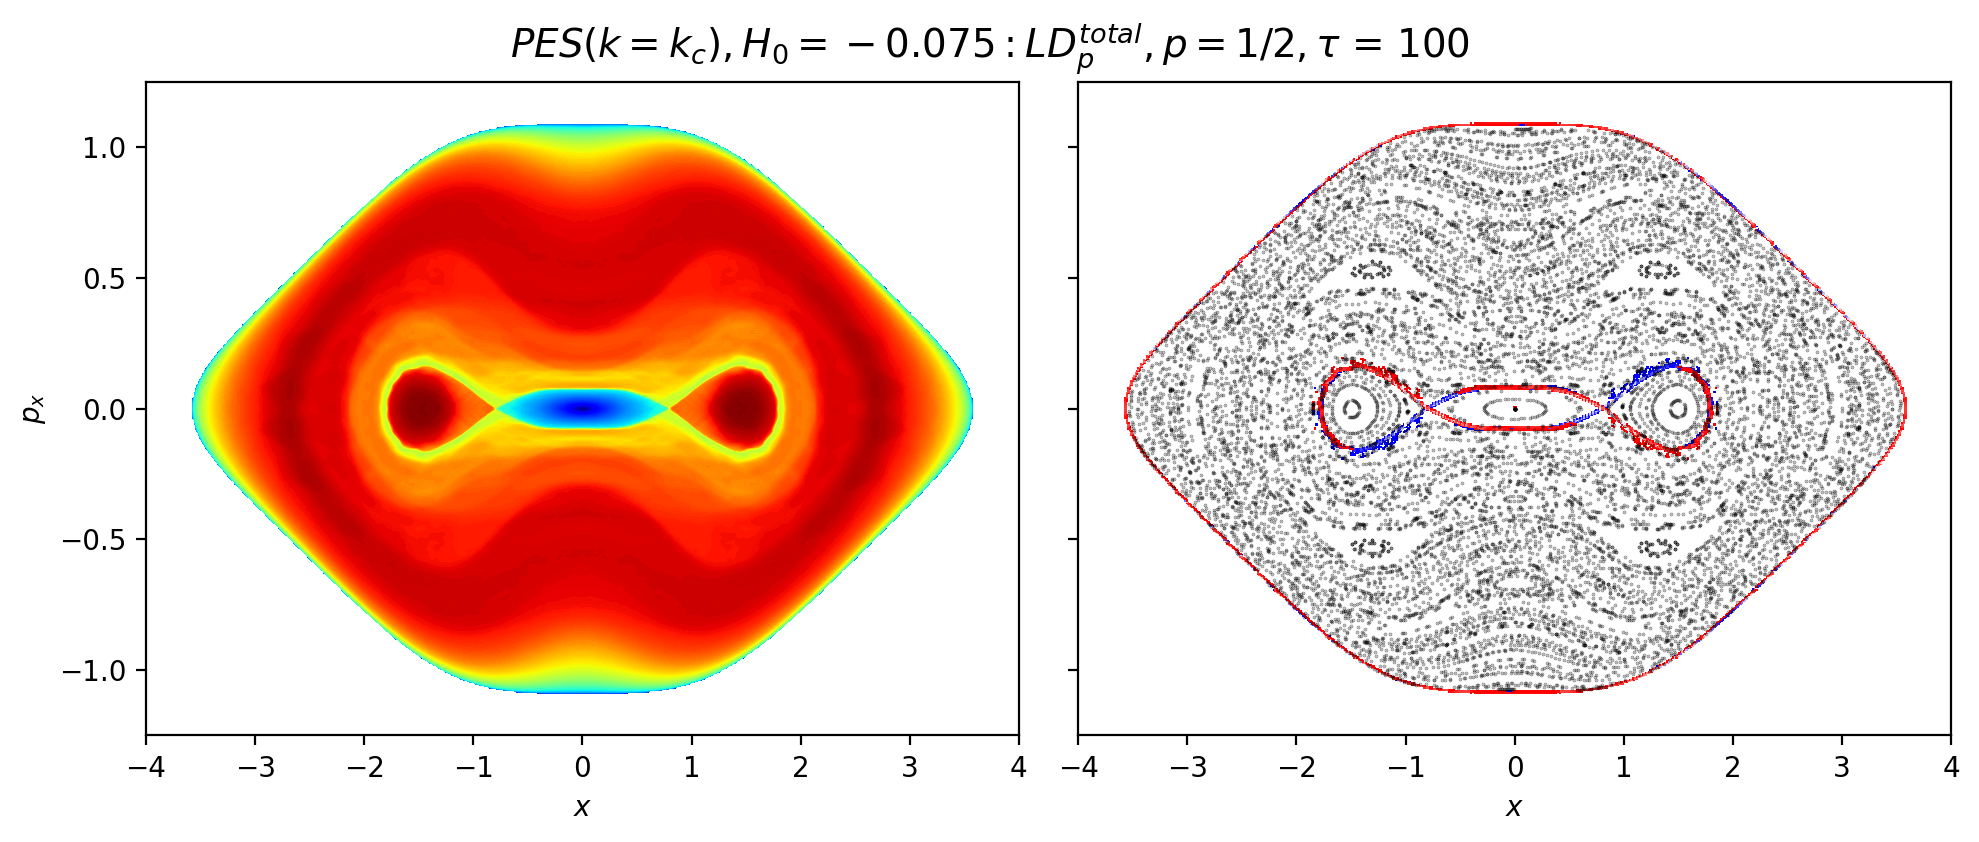 PES(k = k_c), H_0 = −0.075 : LD_p^{total}, p = 1/2, τ = 100
1.0
0.5
0.0
−0.5
−1.0
p_x
−4 −3 −2 −1 0 1 2 3 4
x
−4 −3 −2 −1 0 1 2 3 4
x